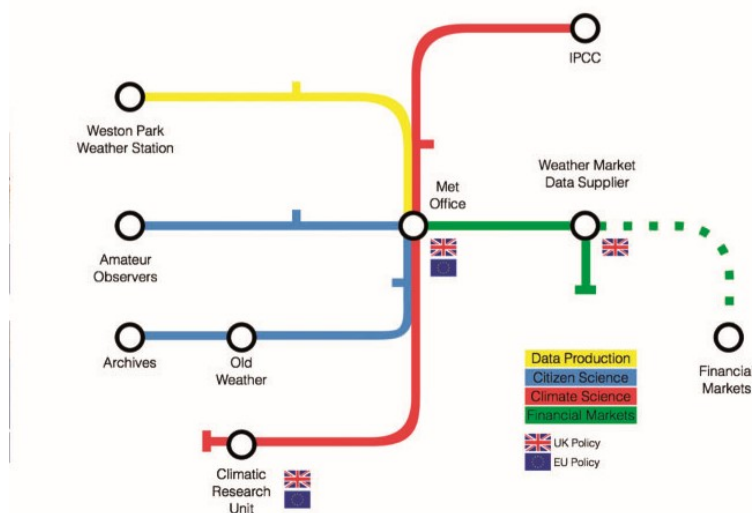 IPCC
Weston Park
Weather Station
Weather Market
Data Supplier
Met
Office
Amateur
Observers
Archives
Old
Weather
Data Production
Citizen Science
Climate Science
Financial Markets
UK Policy
EU Policy
Financial
Markets
Climatic
Research
Unit